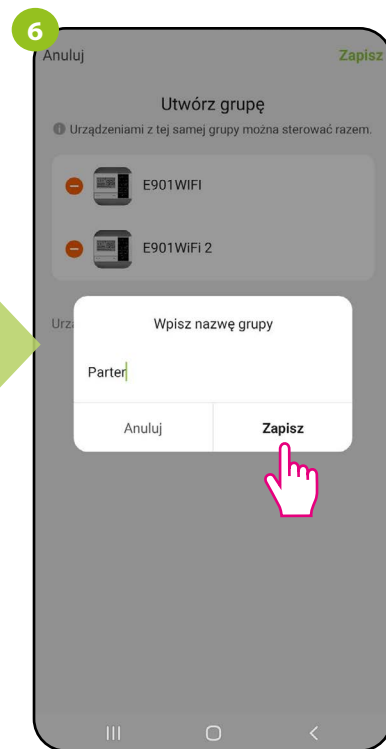 6
Anuluj
Zapisz
Utwórz grupę
Urządzeniami z tej samej grupy można sterować razem.
E901WIFI
E901WiFi 2
Urz
Wpisz nazwę grupy
Parter
Anuluj
Zapisz